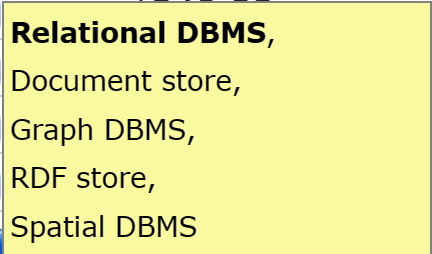 Relational DBMS,
Document store,
Graph DBMS,
RDF store,
Spatial DBMS